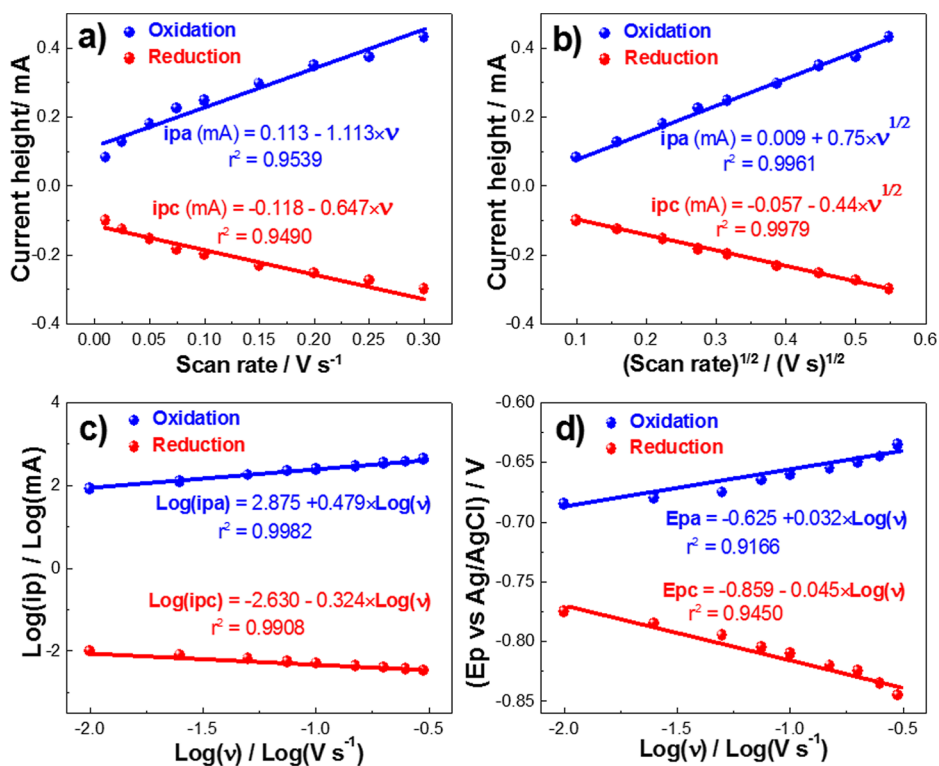 a)
Oxidation
Reduction
ipa (mA) = 0.113 - 1.113×ν
r² = 0.9539
ipc (mA) = -0.118 - 0.647×ν
r² = 0.9490
Current height/ mA
0.4
0.2
0.0
-0.2
-0.4
0.00 0.05 0.10 0.15 0.20 0.25 0.30
Scan rate / V s⁻¹
b)
Oxidation
Reduction
ipa (mA) = 0.009 + 0.75×ν^1/2
r² = 0.9961
ipc (mA) = -0.057 - 0.44×ν^1/2
r² = 0.9979
Current height / mA
0.4
0.2
0.0
-0.2
-0.4
0.1 0.2 0.3 0.4 0.5 0.6
(Scan rate)^1/2 / (V s)^1/2
c)
Oxidation
Reduction
Log(ipa) = 2.875 +0.479×Log(ν)
r² = 0.9982
Log(ipc) = -2.630 - 0.324×Log(ν)
r² = 0.9908
Log(ip) / Log(mA)
4
2
0
-2
-2.0 -1.5 -1.0 -0.5
Log(ν) / Log(V s⁻¹)
d)
Oxidation
Reduction
Epa = -0.625 +0.032×Log(ν)
r² = 0.9166
Epc = -0.859 - 0.045×Log(ν)
r² = 0.9450
(Ep vs Ag/AgCl) / V
-0.60
-0.65
-0.70
-0.75
-0.80
-0.85
-2.0 -1.5 -1.0 -0.5
Log(ν) / Log(V s⁻¹)